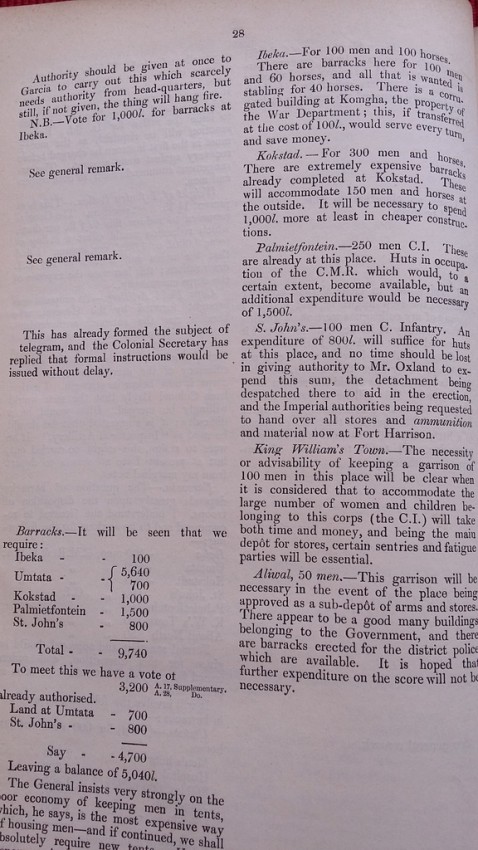 28
Authority should be given at once to
Garcia to carry out this which scarcely
needs authority from head-quarters, but
still, if not given, the thing will hang fire.
N.B.—Vote for 1,000l. for barracks at
Ibeka.
See general remark.
See general remark.
This has already formed the subject of
telegram, and the Colonial Secretary has
replied that formal instructions would be
issued without delay.
Barracks.—It will be seen that we
require:
Ibeka - - 100
Umtata - - { 5,640
700
Kokstad - - 1,000
Palmietfontein - 1,500
St. John's - 800
Total - - 9,740
To meet this we have a vote of
3,200 A. 17, Supplementary.
A. 28, Do.
already authorised.
Land at Umtata - 700
St. John's - - 800
Say - - 4,700
Leaving a balance of 5,040l.
The General insists very strongly on the
poor economy of keeping men in tents,
which, he says, is the most expensive way
of housing men—and if continued, we shall
absolutely require new tents.
Ibeka.—For 100 men and 100 horses.
There are barracks here for 100 men
and 60 horses, and all that is wanted is
stabling for 40 horses. There is a corru-
gated building at Komgha, the property of
the War Department; this, if transferred
at the cost of 100l., would serve every turn,
and save money.
Kokstad.—For 300 men and horses.
There are extremely expensive barracks
already completed at Kokstad. These
will accommodate 150 men and horses at
the outside. It will be necessary to spend
1,000l. more at least in cheaper construc-
tions.
Palmietfontein.—250 men C.I. These
are already at this place. Huts in occupa-
tion of the C.M.R. which would, to a
certain extent, become available, but an
additional expenditure would be necessary
of 1,500l.
S. John's.—100 men C. Infantry. An
expenditure of 800l. will suffice for huts
at this place, and no time should be lost
in giving authority to Mr. Oxland to ex-
pend this sum, the detachment being
despatched there to aid in the erection,
and the Imperial authorities being requested
to hand over all stores and ammunition
and material now at Fort Harrison.
King William's Town.—The necessity
or advisability of keeping a garrison of
100 men in this place will be clear when
it is considered that to accommodate the
large number of women and children be-
longing to this corps (the C.I.) will take
both time and money, and being the main
depôt for stores, certain sentries and fatigue
parties will be essential.
Aliwal, 50 men.—This garrison will be
necessary in the event of the place being
approved as a sub-depôt of arms and stores.
There appear to be a good many buildings
belonging to the Government, and there
are barracks erected for the district police
which are available. It is hoped that
further expenditure on the score will not be
necessary.